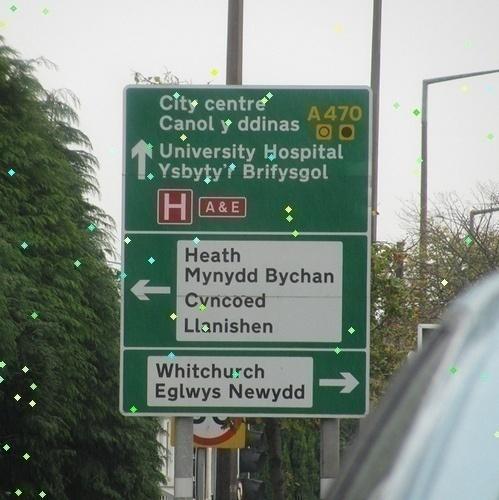 City centre
Canol y ddinas
A470
University Hospital
Ysbyty'r Brifysgol
H A&E
Heath
Mynydd Bychan
Cyncoed
Llanishen
Whitchurch
Eglwys Newydd